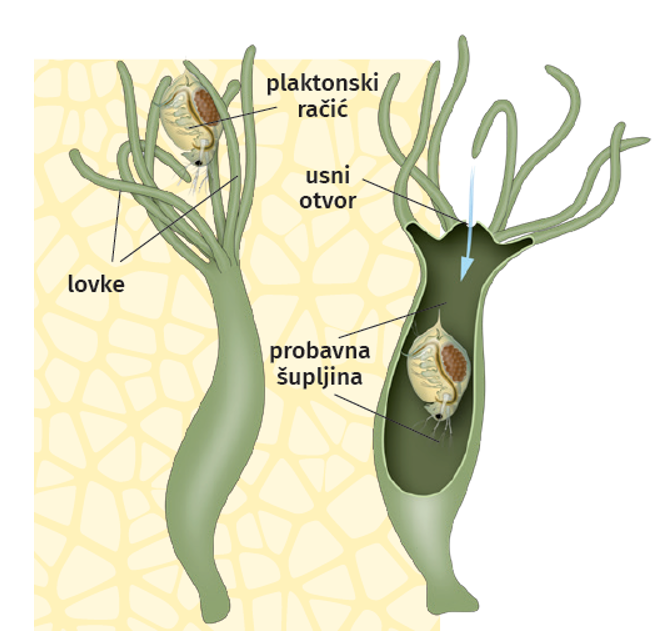 plaktonski
račić
usni
otvor
lovke
probavna
šupljina